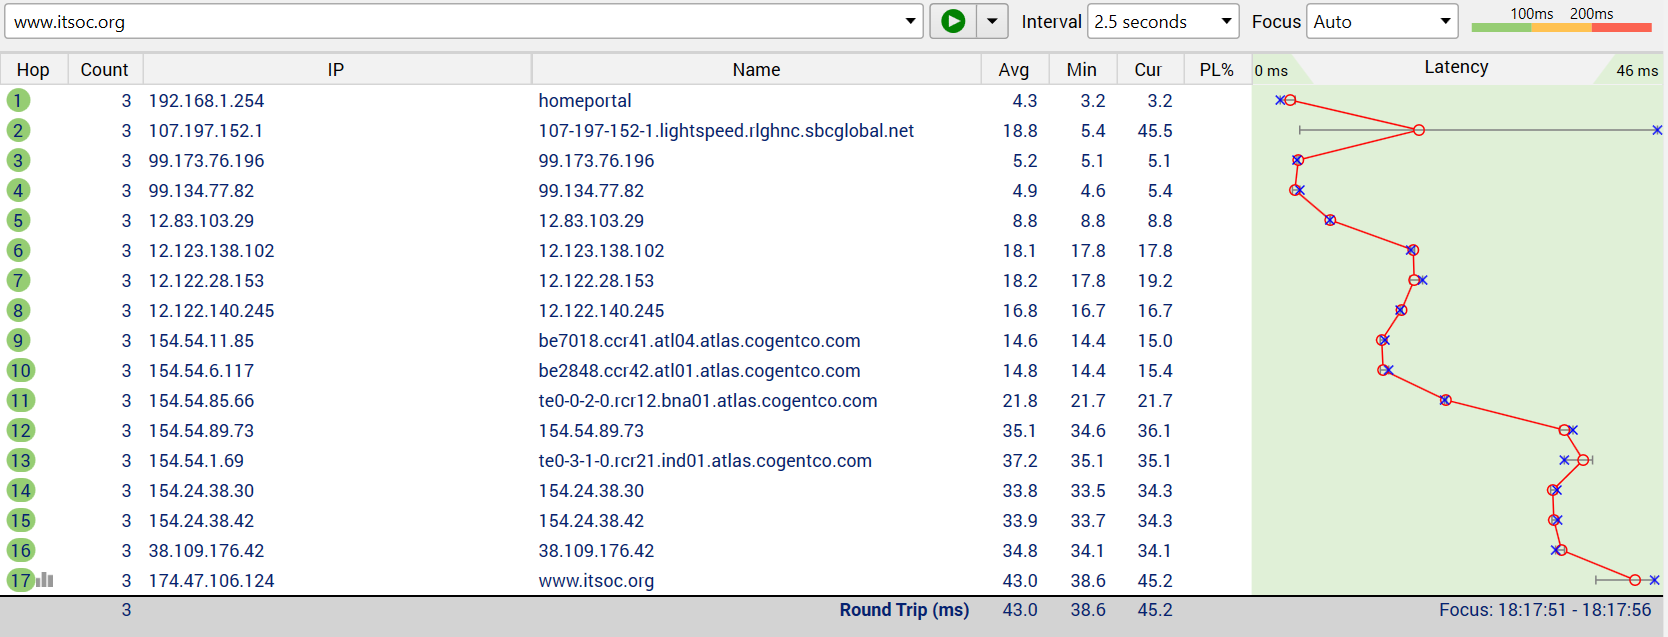 www.itsoc.org Interval 2.5 seconds Focus Auto 100ms 200ms
Hop Count IP Name Avg Min Cur PL% 0 ms Latency 46 ms
1 3 192.168.1.254 homeportal 4.3 3.2 3.2
2 3 107.197.152.1 107-197-152-1.lightspeed.rlghnc.sbcglobal.net 18.8 5.4 45.5
3 3 99.173.76.196 99.173.76.196 5.2 5.1 5.1
4 3 99.134.77.82 99.134.77.82 4.9 4.6 5.4
5 3 12.83.103.29 12.83.103.29 8.8 8.8 8.8
6 3 12.123.138.102 12.123.138.102 18.1 17.8 17.8
7 3 12.122.28.153 12.122.28.153 18.2 17.8 19.2
8 3 12.122.140.245 12.122.140.245 16.8 16.7 16.7
9 3 154.54.11.85 be7018.ccr41.atl04.atlas.cogentco.com 14.6 14.4 15.0
10 3 154.54.6.117 be2848.ccr42.atl01.atlas.cogentco.com 14.8 14.4 15.4
11 3 154.54.85.66 te0-0-2-0.rcr12.bna01.atlas.cogentco.com 21.8 21.7 21.7
12 3 154.54.89.73 154.54.89.73 35.1 34.6 36.1
13 3 154.54.1.69 te0-3-1-0.rcr21.ind01.atlas.cogentco.com 37.2 35.1 35.1
14 3 154.24.38.30 154.24.38.30 33.8 33.5 34.3
15 3 154.24.38.42 154.24.38.42 33.9 33.7 34.3
16 3 38.109.176.42 38.109.176.42 34.8 34.1 34.1
17 3 174.47.106.124 www.itsoc.org 43.0 38.6 45.2
3 Round Trip (ms) 43.0 38.6 45.2 Focus: 18:17:51 - 18:17:56